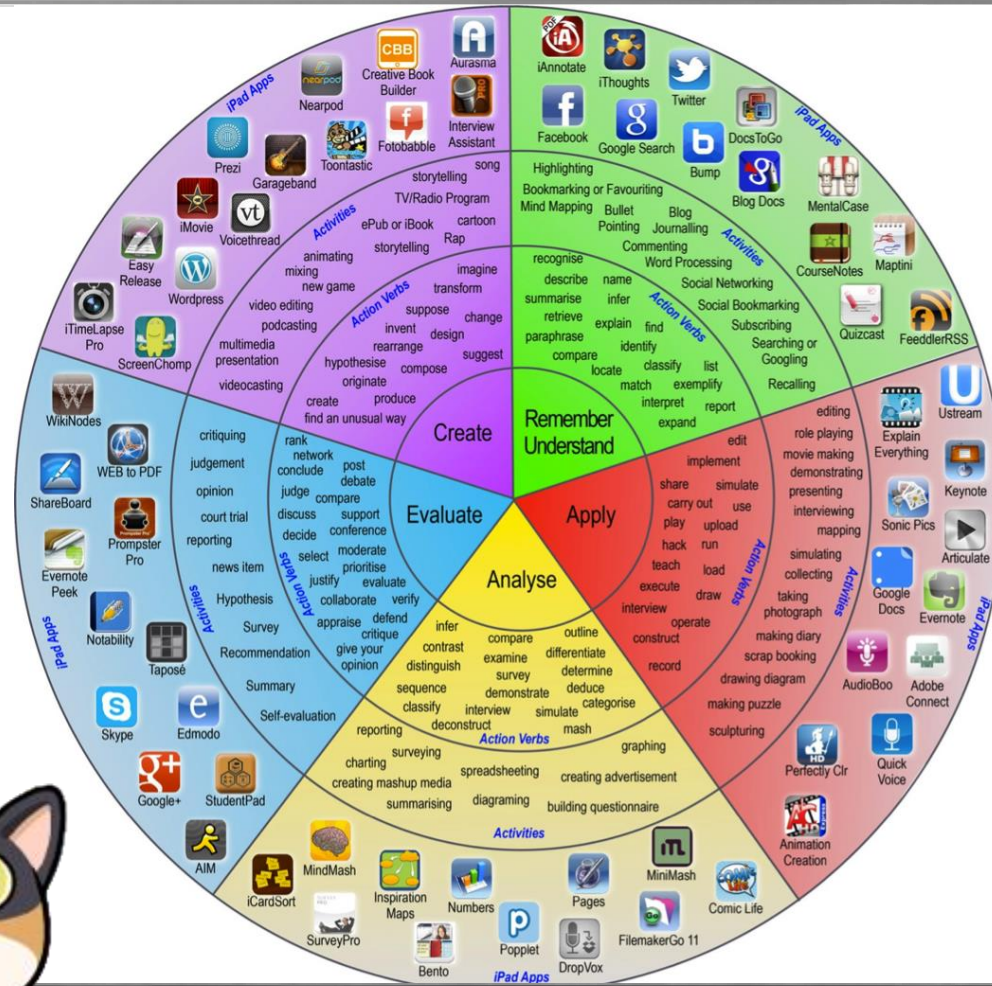 iPad Apps
CBB
Creative Book
Builder
A
Aurasma
nearpod
Nearpod
PRO
Interview
Assistant
Fotobabble
Prezi
Garageband
Toontastic
iMovie
vt
Voicethread
Easy
Release
Wordpress
iTimeLapse
Pro
ScreenChomp
Activities
song
storytelling
TV/Radio Program
ePub or iBook
cartoon
storytelling
Rap
animating
mixing
new game
video editing
podcasting
multimedia
presentation
videocasting
Action Verbs
imagine
transform
suppose
change
invent
design
rearrange
suggest
hypothesise
compose
originate
create
produce
find an unusual way
Create
PDF
iA
iAnnotate
iThoughts
Twitter
iPad Apps
f
Facebook
g
Google Search
b
Bump
DocsToGo
Blog Docs
MentalCase
CourseNotes
Maptini
Quizcast
FeeddlerRSS
Highlighting
Bookmarking or Favouriting
Mind Mapping
Bullet
Pointing
Blog
Journalling
Activities
Commenting
Word Processing
Social Networking
Social Bookmarking
Subscribing
Searching or
Googling
Recalling
recognise
describe
name
Action Verbs
summarise
infer
retrieve
explain
find
paraphrase
identify
compare
classify
list
locate
match
exemplify
interpret
report
expand
Remember
Understand
Apply
edit
implement
share
simulate
carry out
use
play
upload
hack
run
teach
load
Action Verbs
execute
draw
interview
operate
construct
record
editing
role playing
movie making
demonstrating
presenting
interviewing
mapping
simulating
collecting
Activities
taking
photograph
making diary
scrap booking
drawing diagram
making puzzle
sculpturing
U
Ustream
Explain
Everything
Keynote
Sonic Pics
Articulate
Google
Docs
Evernote
iPad Apps
AudioBoo
Adobe
Connect
HD
Perfectly Clr
Quick
Voice
Animation
Creation
Analyse
infer
compare
outline
contrast
examine
differentiate
distinguish
survey
determine
sequence
demonstrate
deduce
classify
interview
simulate
categorise
deconstruct
mash
Action Verbs
reporting
graphing
surveying
charting
spreadsheeting
creating advertisement
creating mashup media
summarising
diagraming
building questionnaire
Activities
iCardSort
MindMash
SurveyPro
Inspiration
Maps
Bento
Numbers
p
Popplet
Pages
DropVox
MiniMash
Go
FilemakerGo 11
Comic Life
iPad Apps
Evaluate
rank
network
conclude
post
debate
judge
compare
discuss
support
decide
conference
select
moderate
prioritise
Action Verbs
justify
evaluate
collaborate
verify
appraise
defend
critique
give your
opinion
critiquing
judgement
opinion
court trial
reporting
news item
Activities
Hypothesis
Survey
Recommendation
Summary
Self-evaluation
W
WikiNodes
WEB to PDF
ShareBoard
Prompster
Pro
Evernote
Peek
iPad Apps
Notability
Taposé
S
Skype
e
Edmodo
g+
Google+
StudentPad
AIM